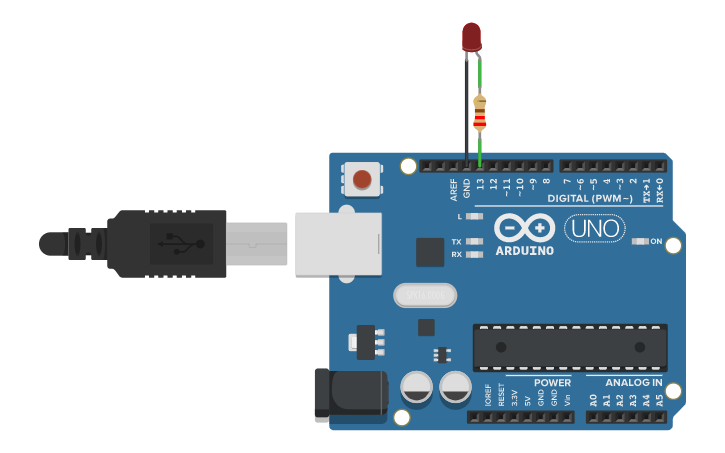 AREF
GND
13
12
~11
~10
~9
8
7
~6
~5
4
~3
2
TX→1
RX←0
DIGITAL (PWM~)
L
TX
RX
ARDUINO
UNO
ON
POWER
ANALOG IN
IOREF
RESET
3.3V
5V
GND
GND
Vin
A0
A1
A2
A3
A4
A5